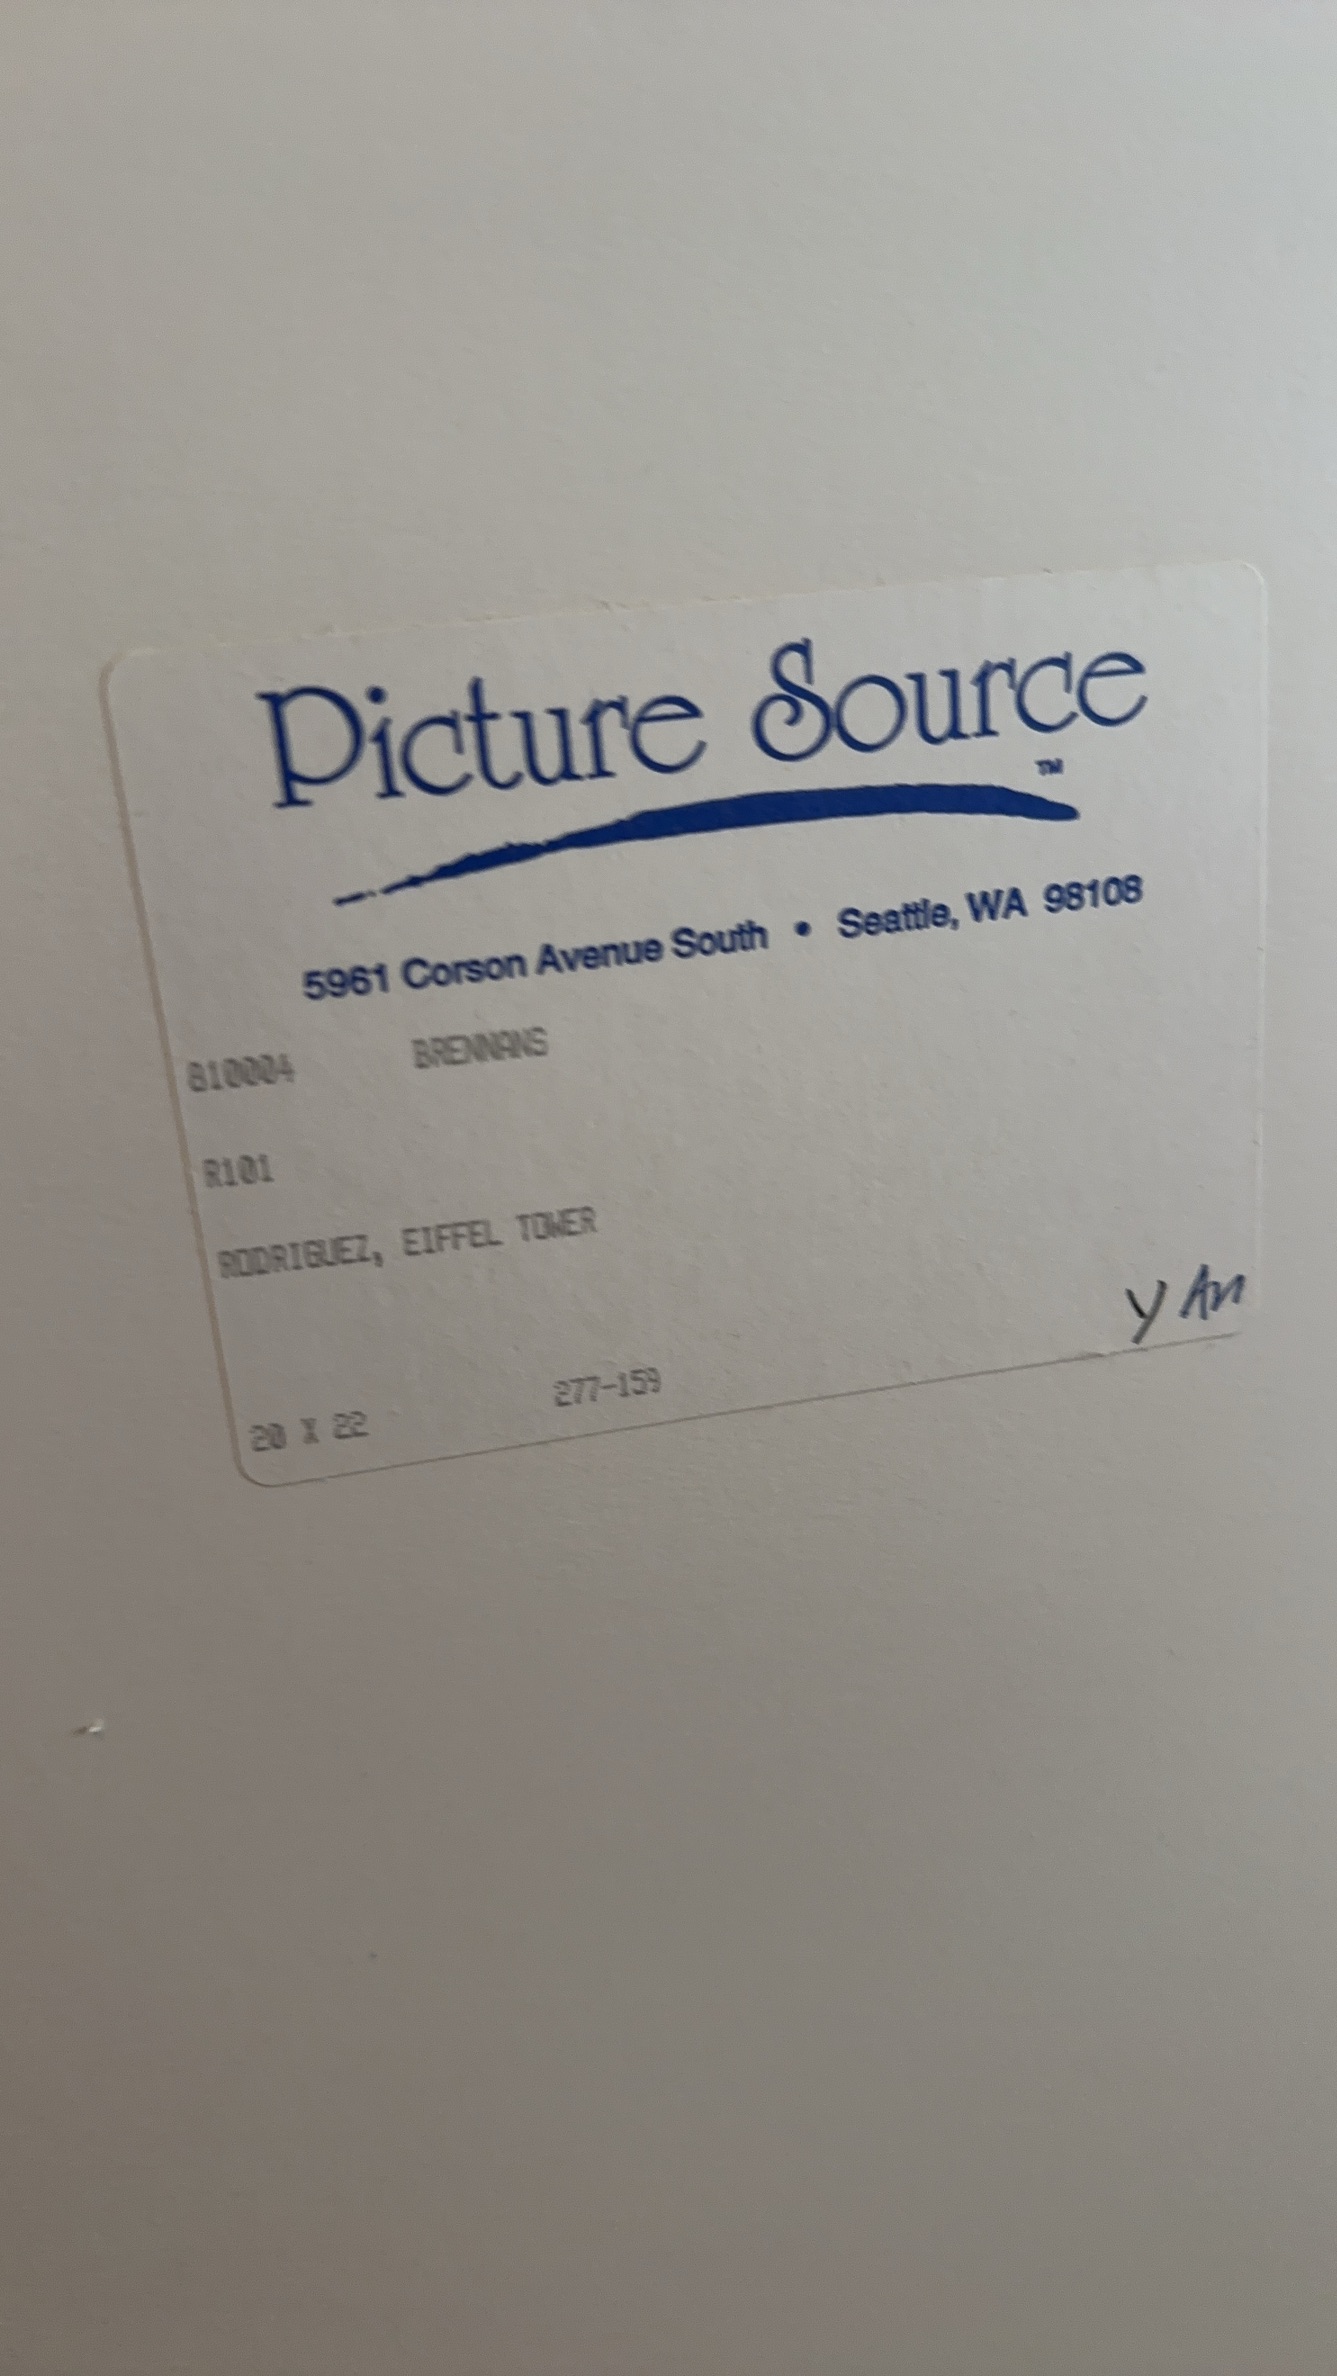 Picture Source
TM
5961 Corson Avenue South • Seattle, WA 98108
810004 BRENNANS
R101
RODRIGUEZ, EIFFEL TOWER
Y An
20 X 22 277-159